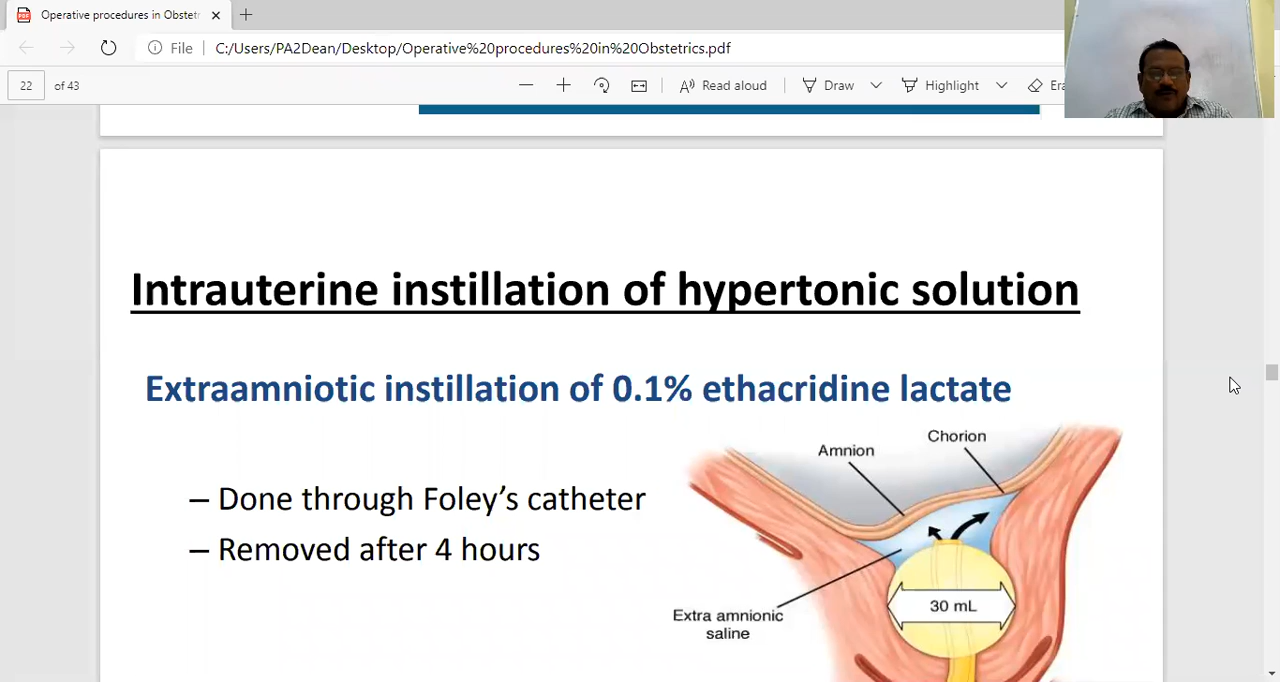 Operative procedures in Obstetr
File C:/Users/PA2Dean/Desktop/Operative%20procedures%20in%20Obstetrics.pdf
22 of 43 Read aloud Draw Highlight Era
Intrauterine instillation of hypertonic solution
Extraamniotic instillation of 0.1% ethacridine lactate
– Done through Foley’s catheter
– Removed after 4 hours
Amnion
Chorion
Extra amnionic
saline
30 mL